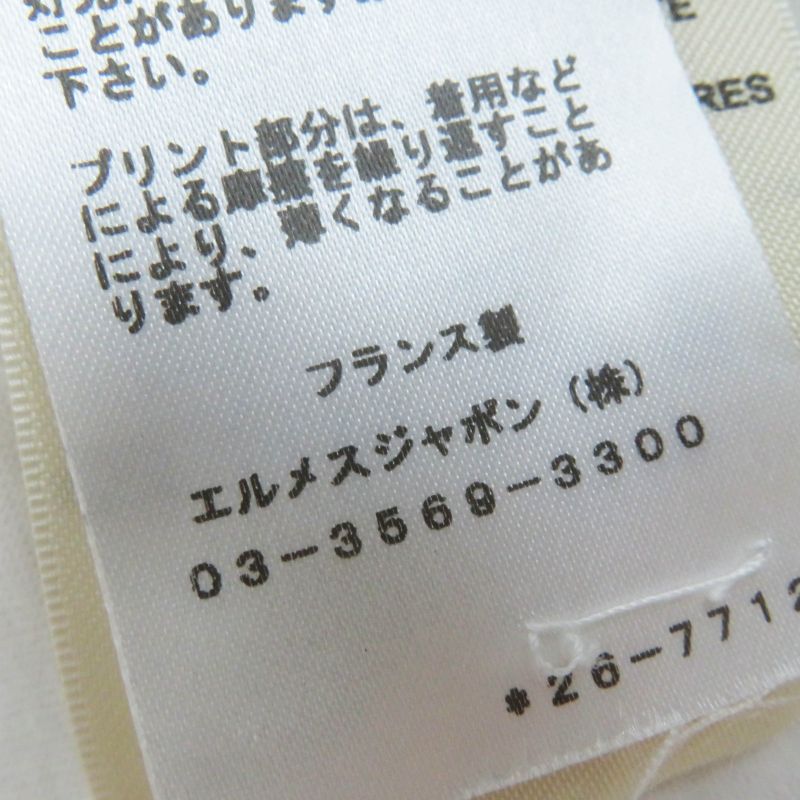 ことがあります
下さい。
プリント部分は、着用など
による摩擦を繰り返すこと
により、薄くなることがあ
ります。
フランス製
エルメスジャポン（株）
03-3569-3300
*26-7712
E
RES